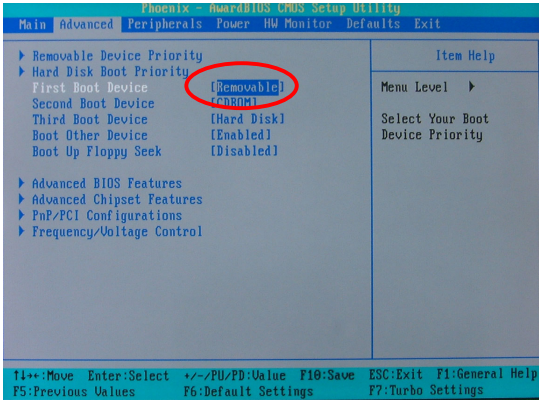 Phoenix - AwardBIOS CMOS Setup Utility
Main Advanced Peripherals Power HW Monitor Defaults Exit
▶ Removable Device Priority
▶ Hard Disk Boot Priority
First Boot Device [Removable]
Second Boot Device [CDROM]
Third Boot Device [Hard Disk]
Boot Other Device [Enabled]
Boot Up Floppy Seek [Disabled]
▶ Advanced BIOS Features
▶ Advanced Chipset Features
▶ PnP/PCI Configurations
▶ Frequency/Voltage Control
Item Help
Menu Level ▶
Select Your Boot
Device Priority
↑↓→←:Move Enter:Select +/-/PU/PD:Value F10:Save ESC:Exit F1:General Help
F5:Previous Values F6:Default Settings F7:Turbo Settings